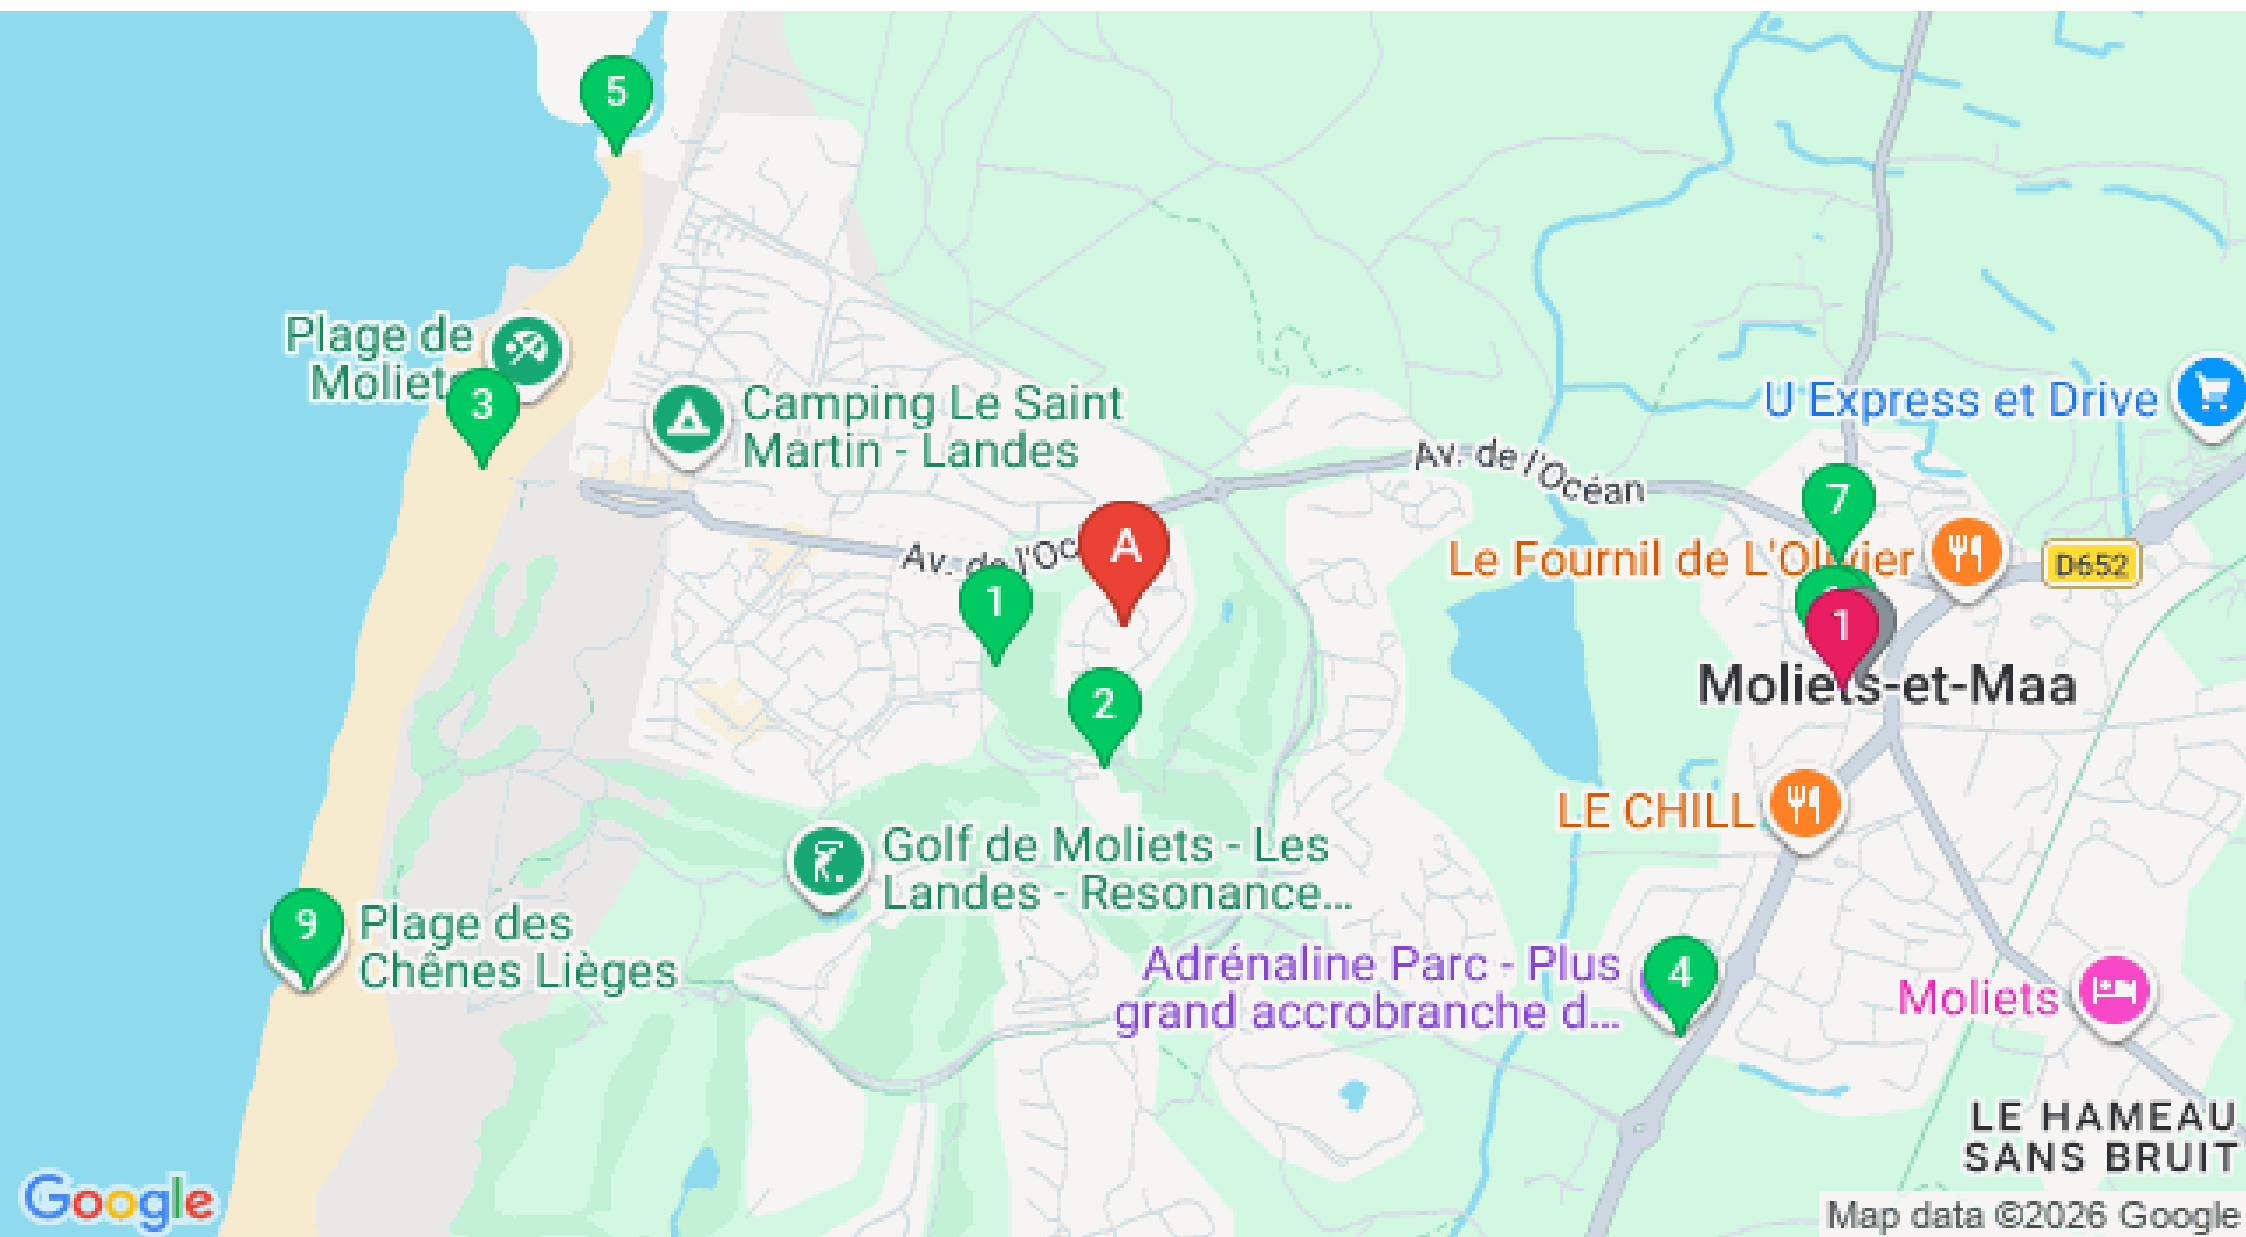 5
Plage de
Moliets
3
Camping Le Saint
Martin - Landes
U Express et Drive
Av. de l'Océan
7
A
Av. de l'Oc
1
Le Fournil de L'Olivier
D652
1
2
Moliets-et-Maa
LE CHILL
Golf de Moliets - Les
Landes - Resonance...
9
Plage des
Chênes Lièges
Adrénaline Parc - Plus
grand accrobranche d...
4
Moliets
LE HAMEAU
SANS BRUIT
Google
Map data ©2026 Google